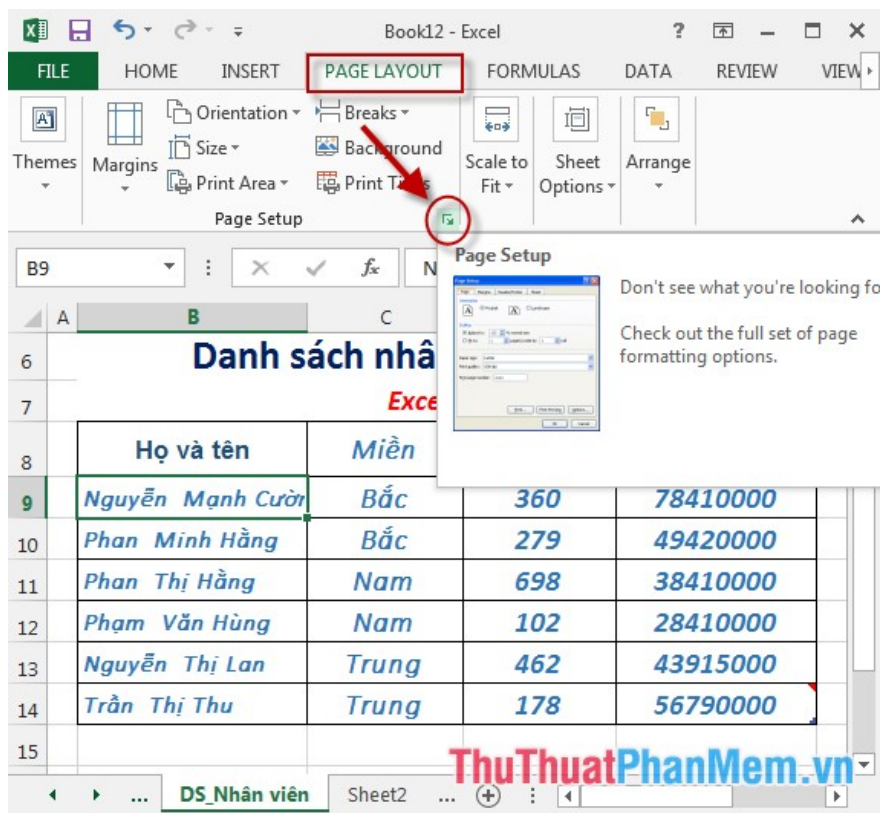 Book12 - Excel
FILE HOME INSERT PAGE LAYOUT FORMULAS DATA REVIEW VIEW
Themes
Margins
Orientation
Size
Print Area
Breaks
Background
Print
Page Setup
Scale to
Fit
Sheet
Options
Arrange
B9
fx
N
Page Setup
Don't see what you're looking fo
Check out the full set of page
formatting options.
A B C
6 Danh sách nhâ
7 Exce
8 Họ và tên Miền
9 Nguyễn Mạnh Cườn Bắc 360 78410000
10 Phan Minh Hằng Bắc 279 49420000
11 Phan Thị Hằng Nam 698 38410000
12 Phạm Văn Hùng Nam 102 28410000
13 Nguyễn Thị Lan Trung 462 43915000
14 Trần Thị Thu Trung 178 56790000
15
ThuThuatPhanMem.vn
... DS_Nhân viên Sheet2 ...